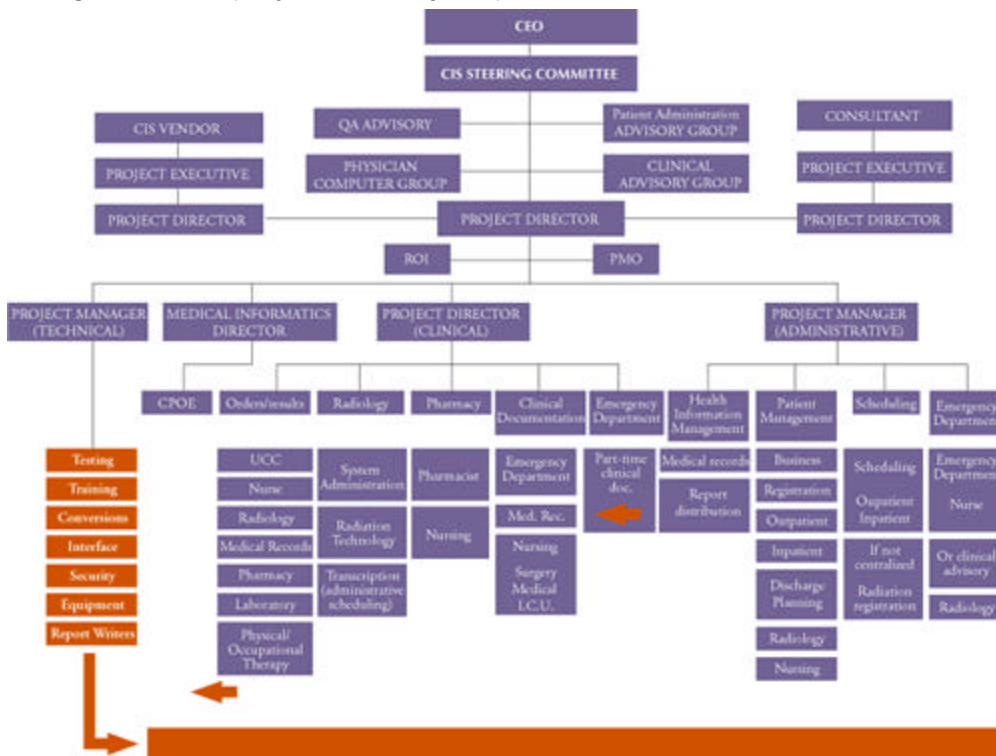 CEO
CIS STEERING COMMITTEE
CIS VENDOR
QA ADVISORY
Patient Administration
ADVISORY GROUP
CONSULTANT
PROJECT EXECUTIVE
PHYSICIAN
COMPUTER GROUP
CLINICAL
ADVISORY GROUP
PROJECT EXECUTIVE
PROJECT DIRECTOR
PROJECT DIRECTOR
PROJECT DIRECTOR
ROI
PMO
PROJECT MANAGER
(TECHNICAL)
MEDICAL INFORMATICS
DIRECTOR
PROJECT DIRECTOR
(CLINICAL)
PROJECT MANAGER
(ADMINISTRATIVE)
CPOE
Orders/results
Radiology
Pharmacy
Clinical
Documentation
Emergency
Department
Health
Information
Management
Patient
Management
Scheduling
Emergency
Department
Testing
Training
Conversions
Interface
Security
Equipment
Report Writers
UCC
Nurse
Radiology
Medical Records
Pharmacy
Laboratory
Physical/
Occupational
Therapy
System
Administration
Radiation
Technology
Transcription
(administrative
scheduling)
Pharmacist
Nursing
Emergency
Department
Med. Rec.
Nursing
Surgery
Medical
I.C.U.
Part-time
clinical
doc.
Medical records
Report
distribution
Business
Registration
Outpatient
Inpatient
Discharge
Planning
Radiology
Nursing
Scheduling
Oupatient
Inpatient
If not
centralized
Radiation
registration
Emergency
Department
Nurse
Or clinical
advisory
Radiology